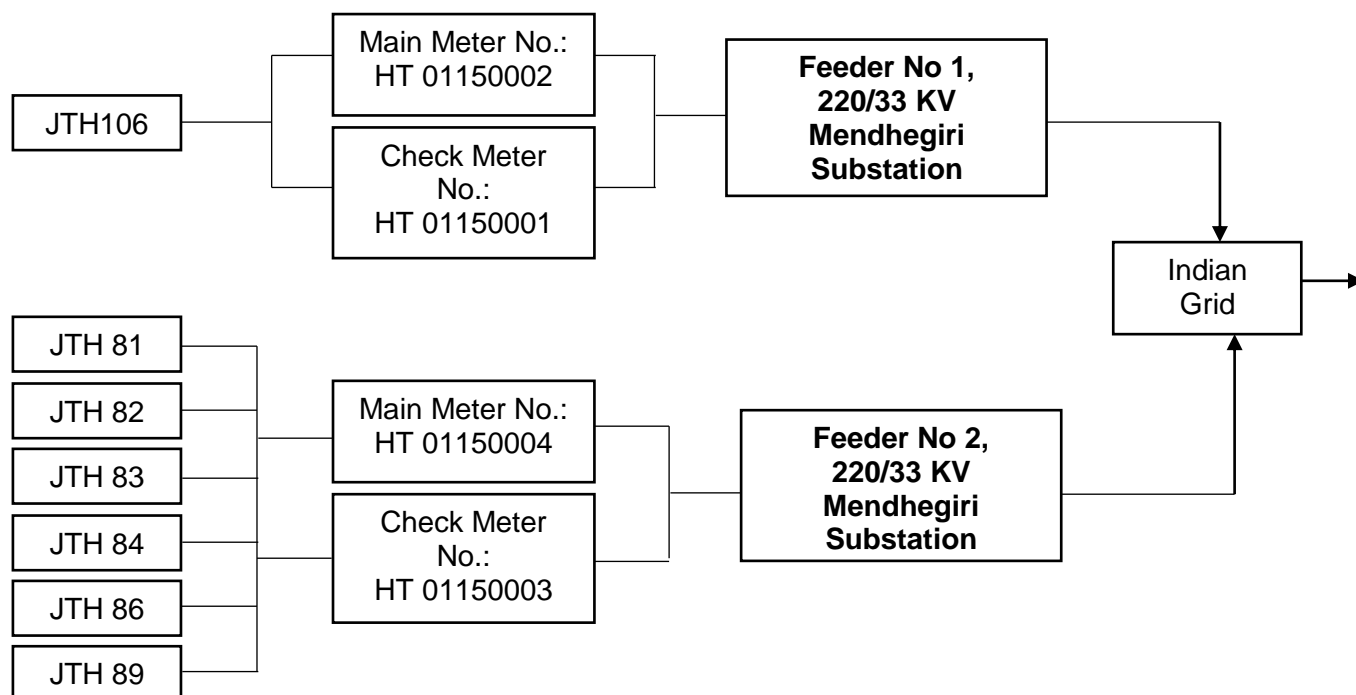 JTH106
Main Meter No.:
HT 01150002
Check Meter
No.:
HT 01150001
Feeder No 1,
220/33 KV
Mendhegiri
Substation
Indian
Grid
JTH 81
JTH 82
JTH 83
JTH 84
JTH 86
JTH 89
Main Meter No.:
HT 01150004
Check Meter
No.:
HT 01150003
Feeder No 2,
220/33 KV
Mendhegiri
Substation